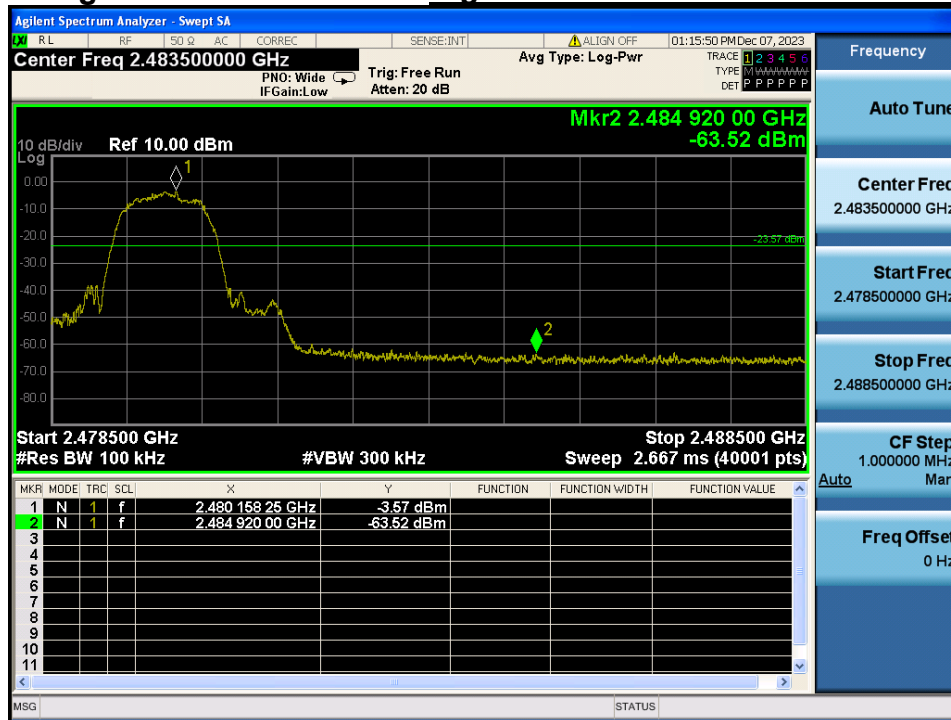 Agilent Spectrum Analyzer - Swept SA
LXI RL RF 50 Ω AC CORREC SENSE:INT ALIGN OFF 01:15:50 PM Dec 07, 2023
Center Freq 2.483500000 GHz
PNO: Wide
IFGain:Low
Trig: Free Run
Atten: 20 dB
Avg Type: Log-Pwr
TRACE 1 2 3 4 5 6
TYPE M W W W W W
DET P P P P P P
Mkr2 2.484 920 00 GHz
-63.52 dBm
10 dB/div Ref 10.00 dBm
Log
0.00
-10.0
-20.0
-30.0
-40.0
-50.0
-60.0
-70.0
-80.0
1
-23.57 dBm
2
Start 2.478500 GHz Stop 2.488500 GHz
#Res BW 100 kHz #VBW 300 kHz Sweep 2.667 ms (40001 pts)
MKR MODE TRC SCL X Y FUNCTION FUNCTION WIDTH FUNCTION VALUE
1 N 1 f 2.480 158 25 GHz -3.57 dBm
2 N 1 f 2.484 920 00 GHz -63.52 dBm
3
4
5
6
7
8
9
10
11
MSG STATUS
Frequency
Auto Tune
Center Freq
2.483500000 GHz
Start Freq
2.478500000 GHz
Stop Freq
2.488500000 GHz
CF Step
1.000000 MHz
Auto Man
Freq Offset
0 Hz